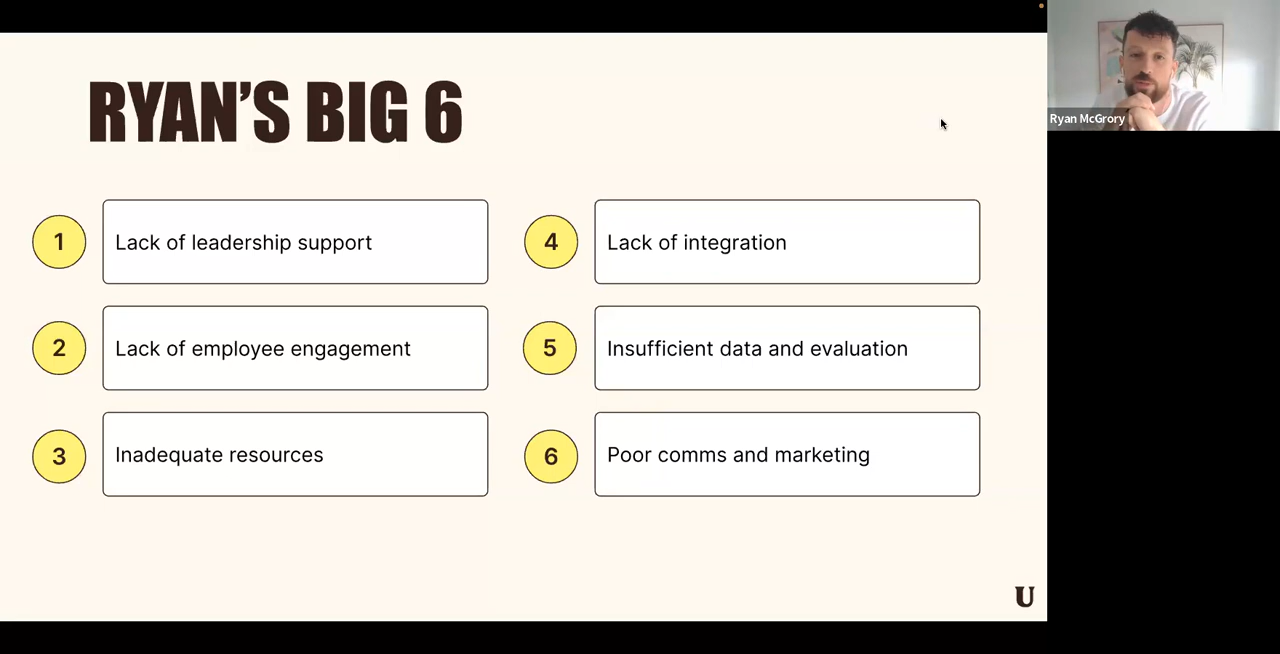 RYAN’S BIG 6
1
Lack of leadership support
2
Lack of employee engagement
3
Inadequate resources
4
Lack of integration
5
Insufficient data and evaluation
6
Poor comms and marketing
U
Ryan McGrory